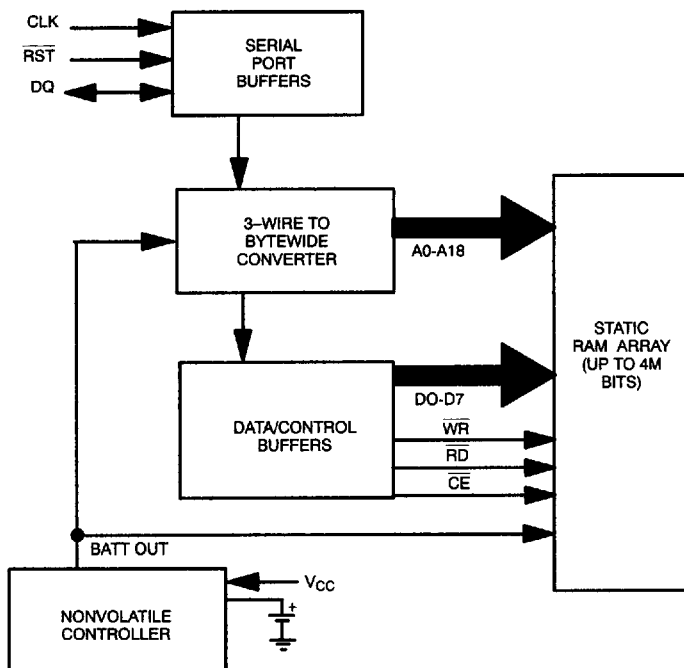 CLK
RST
DQ
SERIAL
PORT
BUFFERS
3–WIRE TO
BYTEWIDE
CONVERTER
A0-A18
STATIC
RAM ARRAY
(UP TO 4M
BITS)
DO-D7
DATA/CONTROL
BUFFERS
WR
RD
CE
BATT OUT
VCC
+
NONVOLATILE
CONTROLLER